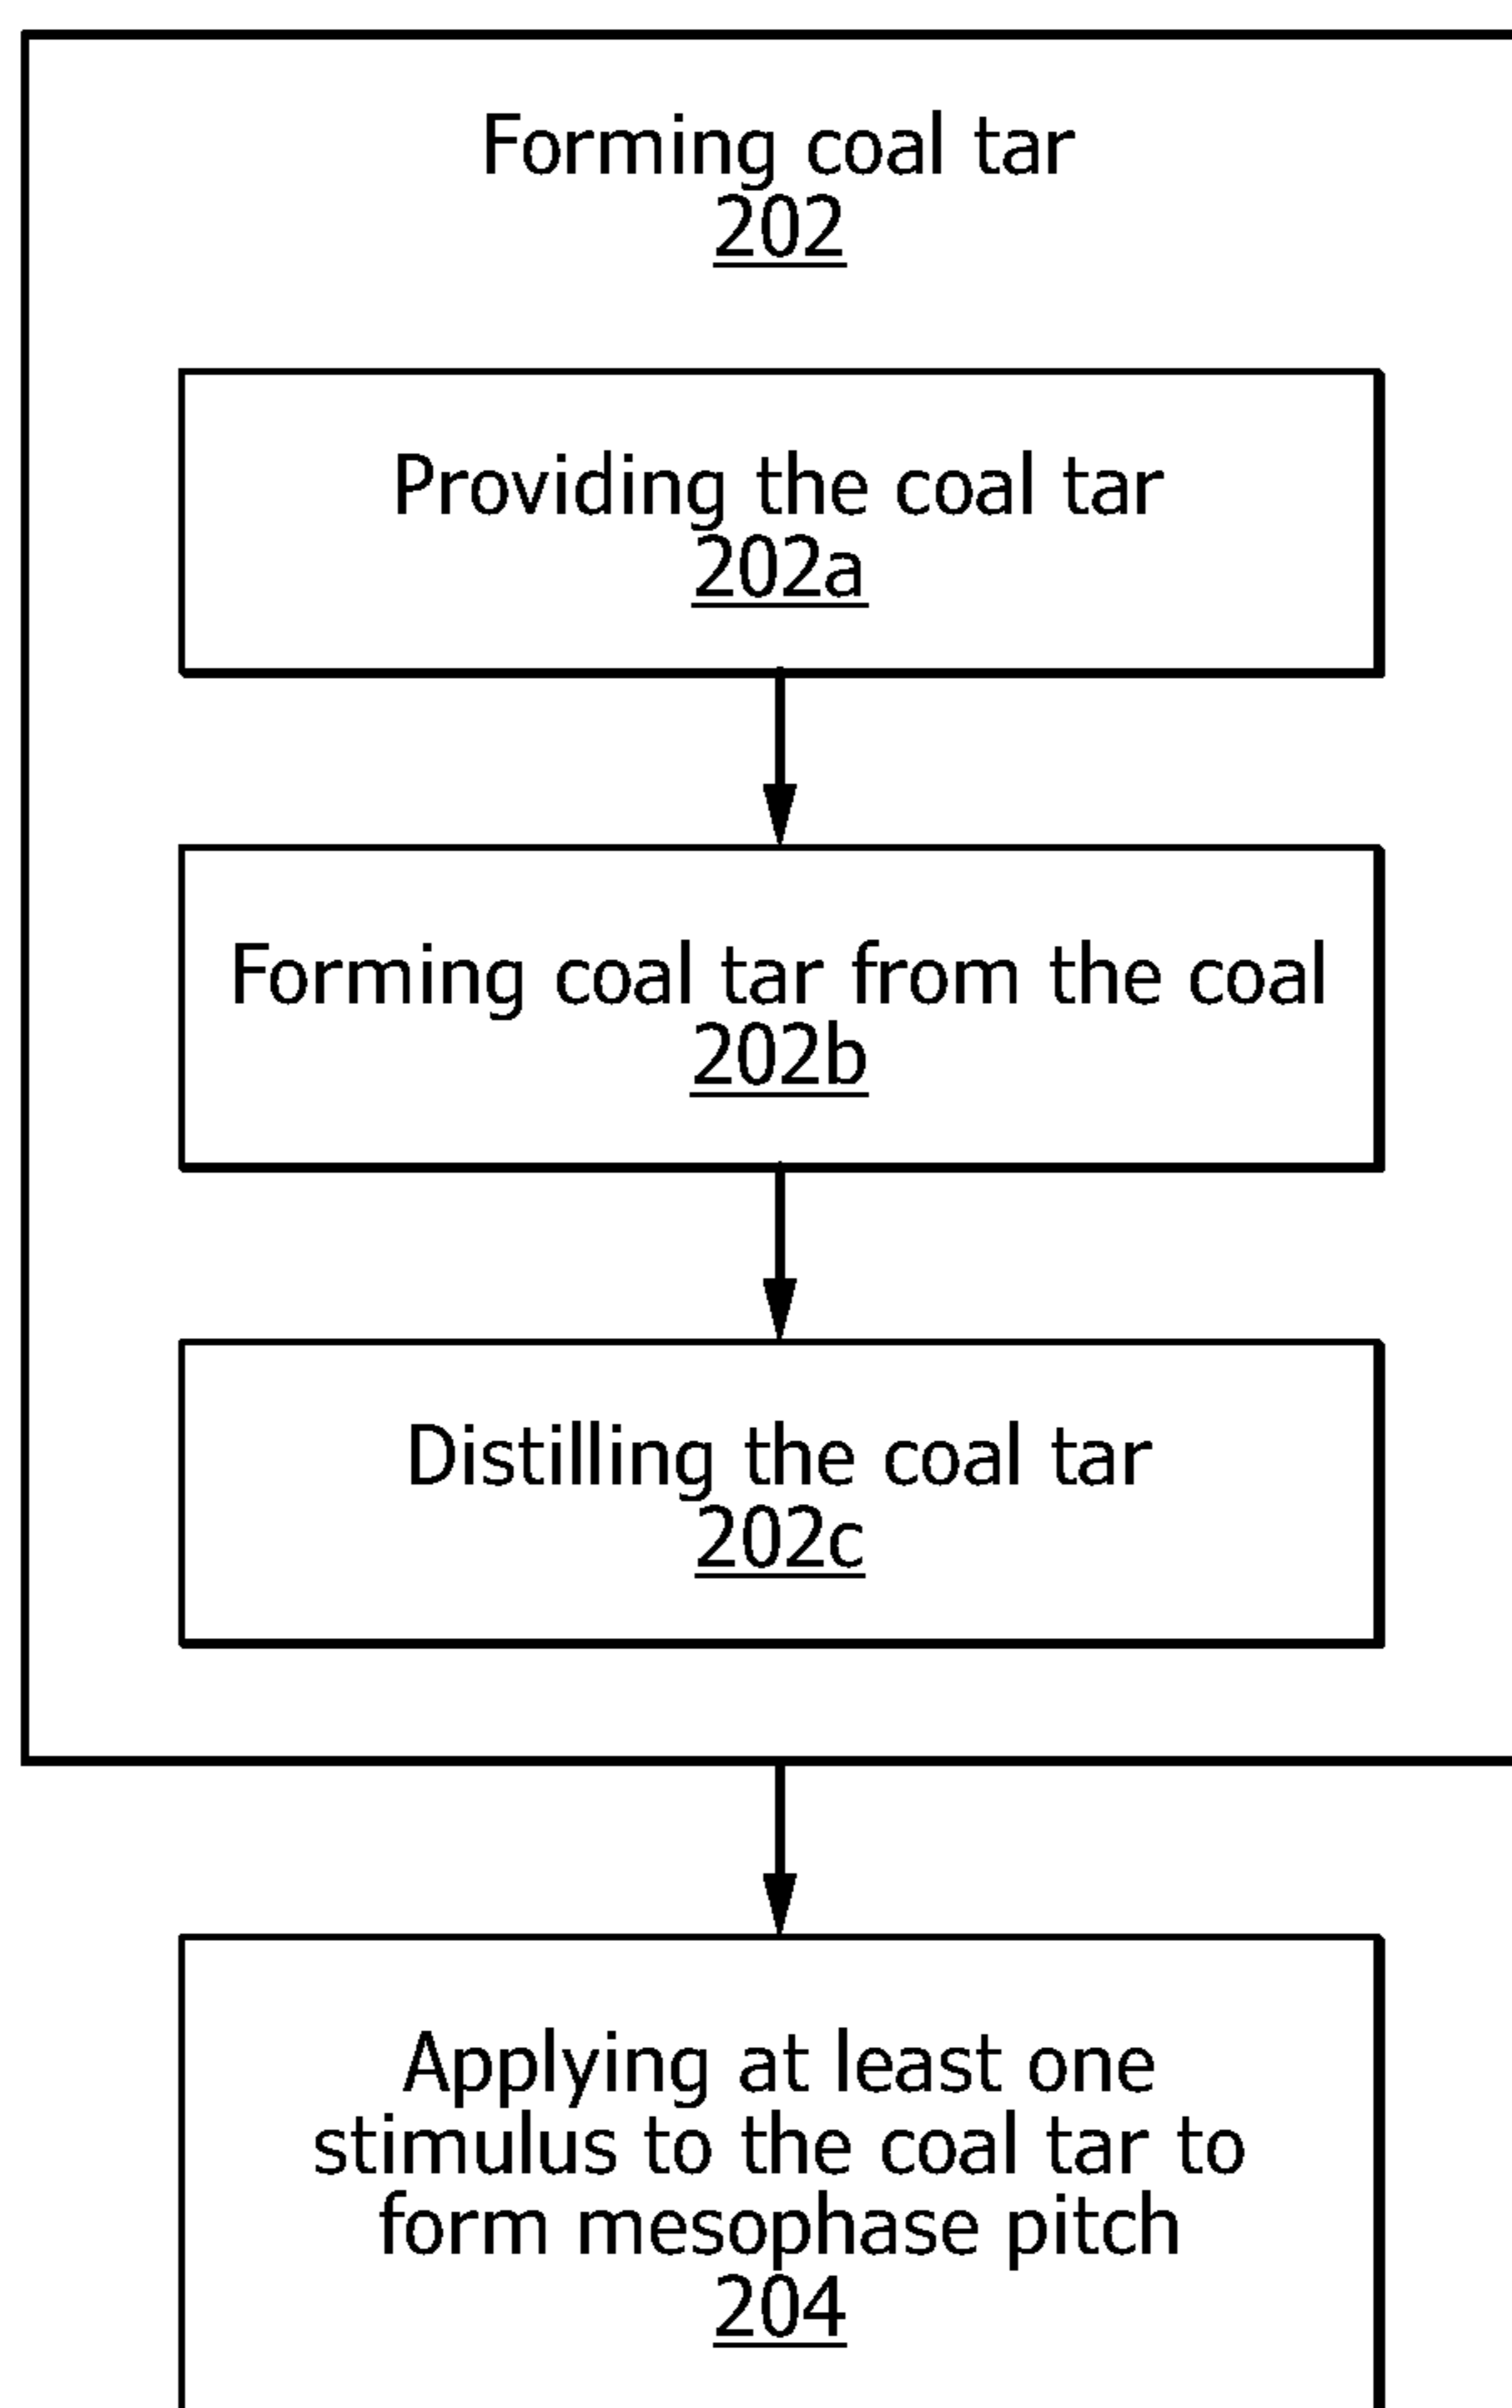 Forming coal tar
202
Providing the coal tar
202a
Forming coal tar from the coal
202b
Distilling the coal tar
202c
Applying at least one
stimulus to the coal tar to
form mesophase pitch
204